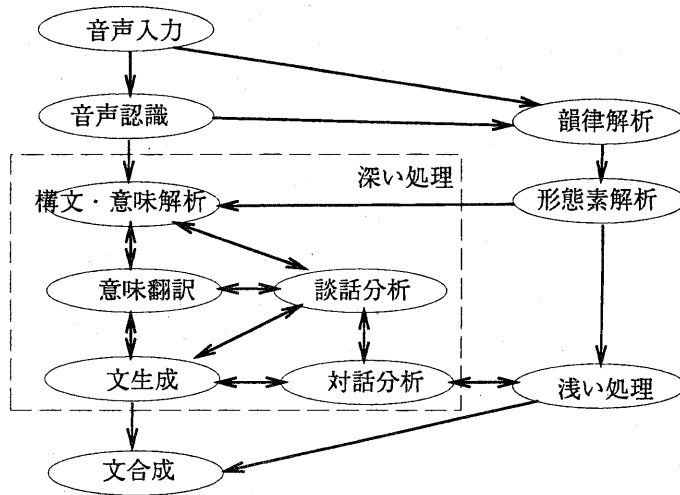 音声入力
音声認識
韻律解析
深い処理
構文・意味解析
形態素解析
意味翻訳
談話分析
文生成
対話分析
浅い処理
文合成